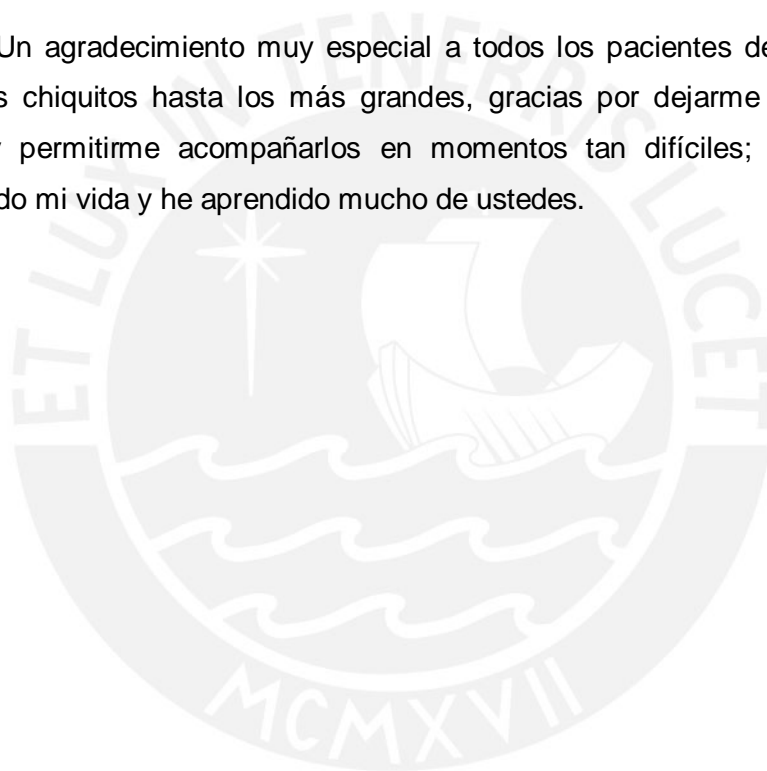 Un agradecimiento muy especial a todos los pacientes de
s chiquitos hasta los más grandes, gracias por dejarme
permitirme acompañarlos en momentos tan difíciles;
do mi vida y he aprendido mucho de ustedes.
ET LUX IN TENEBRIS LUCET
MCMXVII